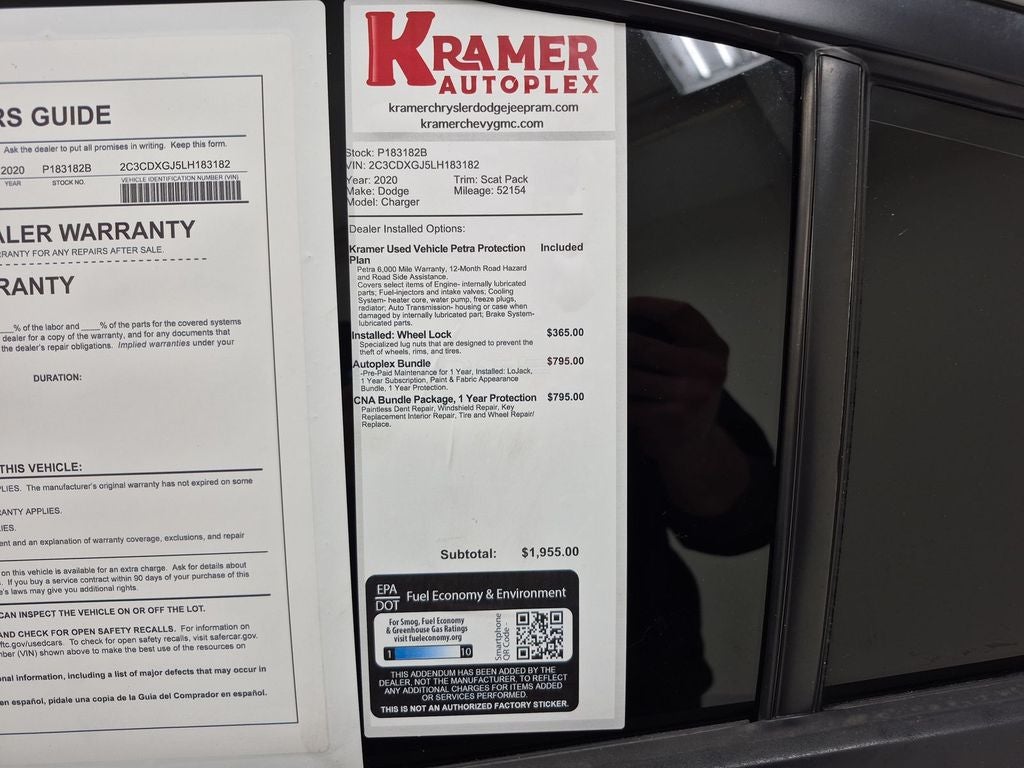 RS GUIDE
Ask the dealer to put all promises in writing. Keep this form.
2020 P183182B 2C3CDXGJ5LH183182
YEAR STOCK NO. VEHICLE IDENTIFICATION NUMBER (VIN)
ALER WARRANTY
RRANTY FOR ANY REPAIRS AFTER SALE.
RANTY
___% of the labor and ____% of the parts for the covered systems
dealer for a copy of the warranty, and for any documents that
the dealer's repair obligations. Implied warranties under your
DURATION:
THIS VEHICLE:
PLIES. The manufacturer's original warranty has not expired on some
RANTY APPLIES.
LIES.
ent and an explanation of warranty coverage, exclusions, and repair
on this vehicle is available for an extra charge. Ask for details about
. If you buy a service contract within 90 days of your purchase of this
e's laws may give you additional rights.
CAN INSPECT THE VEHICLE ON OR OFF THE LOT.
AND CHECK FOR OPEN SAFETY RECALLS. For information on
ftc.gov/usedcars. To check for open safety recalls, visit safercar.gov.
ber (VIN) shown above to make the best use of the resources on
nal information, including a list of major defects that may occur in
en español, pidale una copia de la Guia del Comprador en español.
KRAMER
AUTOPLEX
kramerchryslerdodgejeepram.com
kramerchevygmc.com
Stock: P183182B
VIN: 2C3CDXGJ5LH183182
Year: 2020 Trim: Scat Pack
Make: Dodge Mileage: 52154
Model: Charger
Dealer Installed Options:
Kramer Used Vehicle Petra Protection Included
Plan
Petra 6,000 Mile Warranty, 12-Month Road Hazard
and Road Side Assistance.
Covers select items of Engine- internally lubricated
parts; Fuel-injectors and intake valves; Cooling
System- heater core, water pump, freeze plugs,
radiator; Auto Transmission- housing or case when
damaged by internally lubricated part; Brake System-
lubricated parts.
Installed: Wheel Lock $365.00
Specialized lug nuts that are designed to prevent the
theft of wheels, rims, and tires.
Autoplex Bundle $795.00
-Pre-Paid Maintenance for 1 Year, Installed: LoJack,
1 Year Subscription, Paint & Fabric Appearance
Bundle, 1 Year Protection.
CNA Bundle Package, 1 Year Protection $795.00
Paintless Dent Repair, Windshield Repair, Key
Replacement Interior Repair, Tire and Wheel Repair/
Replace.
Subtotal: $1,955.00
EPA
DOT Fuel Economy & Environment
For Smog, Fuel Economy
& Greenhouse Gas Ratings
visit fueleconomy.org
1 10
Smartphone
QR Code -
THIS ADDENDUM HAS BEEN ADDED BY THE
DEALER, NOT THE MANUFACTURER, TO REFLECT
ANY ADDITIONAL CHARGES FOR ITEMS ADDED
OR SERVICES PERFORMED.
THIS IS NOT AN AUTHORIZED FACTORY STICKER.